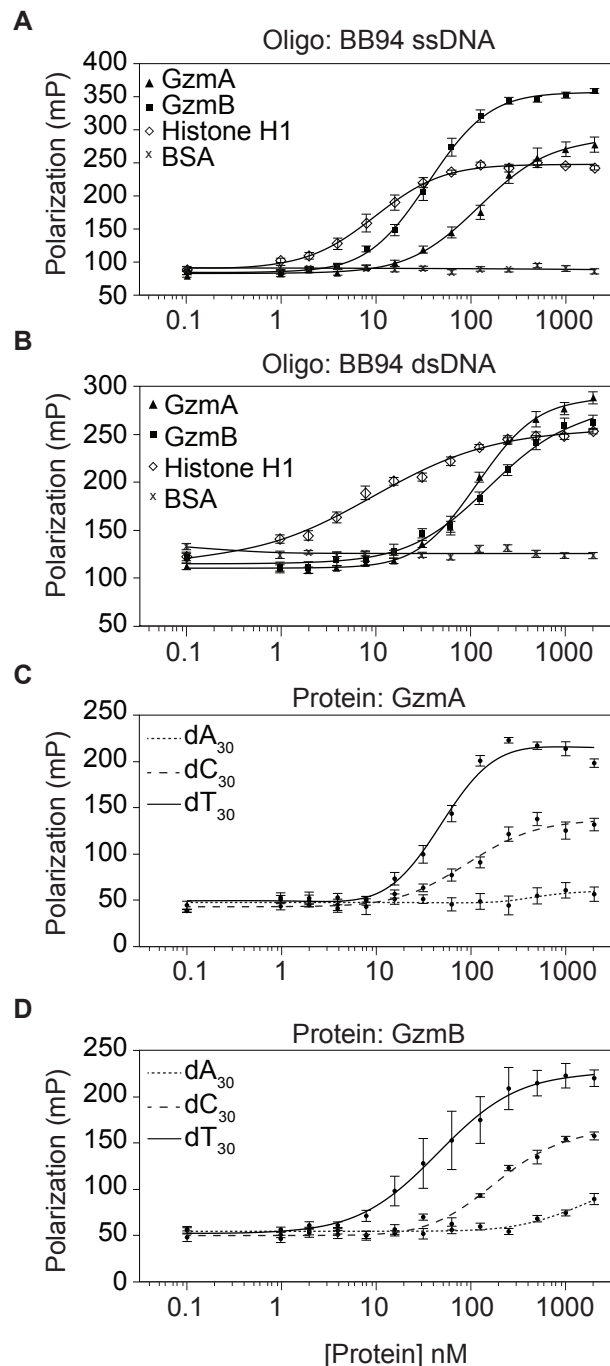 A
Oligo: BB94 ssDNA
Polarization (mP)
400
350
300
250
200
150
100
50
GzmA
GzmB
Histone H1
BSA
0.1 1 10 100 1000
B
Oligo: BB94 dsDNA
Polarization (mP)
300
250
200
150
100
50
GzmA
GzmB
Histone H1
BSA
0.1 1 10 100 1000
C
Protein: GzmA
Polarization (mP)
250
200
150
100
50
0
dA30
dC30
dT30
0.1 1 10 100 1000
D
Protein: GzmB
Polarization (mP)
250
200
150
100
50
0
dA30
dC30
dT30
0.1 1 10 100 1000
[Protein] nM